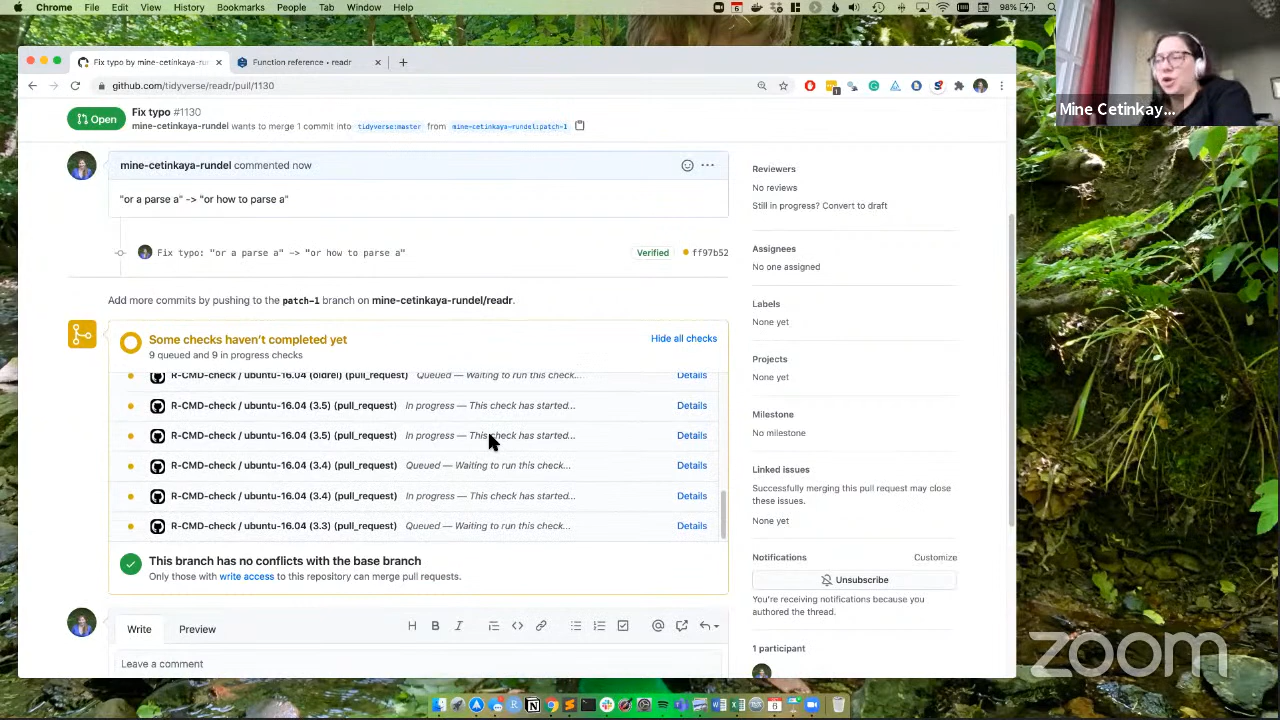 Chrome File Edit View History Bookmarks People Tab Window Help
98%
Fix typo by mine-cetinkaya-ru
Function reference • readr
github.com/tidyverse/readr/pull/1130
Mine Cetinkay...
Open
Fix typo #1130
mine-cetinkaya-rundel wants to merge 1 commit into tidyverse:master from mine-cetinkaya-rundel:patch-1
mine-cetinkaya-rundel commented now
"or a parse a" -> "or how to parse a"
Fix typo: "or a parse a" -> "or how to parse a"
Verified
ff97b52
Add more commits by pushing to the patch-1 branch on mine-cetinkaya-rundel/readr.
Some checks haven't completed yet
Hide all checks
9 queued and 9 in progress checks
R-CMD-check / ubuntu-16.04 (oldrel) (pull_request) Queued — Waiting to run this check... Details
R-CMD-check / ubuntu-16.04 (3.5) (pull_request) In progress — This check has started... Details
R-CMD-check / ubuntu-16.04 (3.5) (pull_request) In progress — This check has started... Details
R-CMD-check / ubuntu-16.04 (3.4) (pull_request) Queued — Waiting to run this check... Details
R-CMD-check / ubuntu-16.04 (3.4) (pull_request) In progress — This check has started... Details
R-CMD-check / ubuntu-16.04 (3.3) (pull_request) Queued — Waiting to run this check... Details
This branch has no conflicts with the base branch
Only those with write access to this repository can merge pull requests.
Write
Preview
Leave a comment
Reviewers
No reviews
Still in progress? Convert to draft
Assignees
No one assigned
Labels
None yet
Projects
None yet
Milestone
No milestone
Linked issues
Successfully merging this pull request may close
these issues.
None yet
Notifications
Customize
Unsubscribe
You're receiving notifications because you
authored the thread.
1 participant
zoom